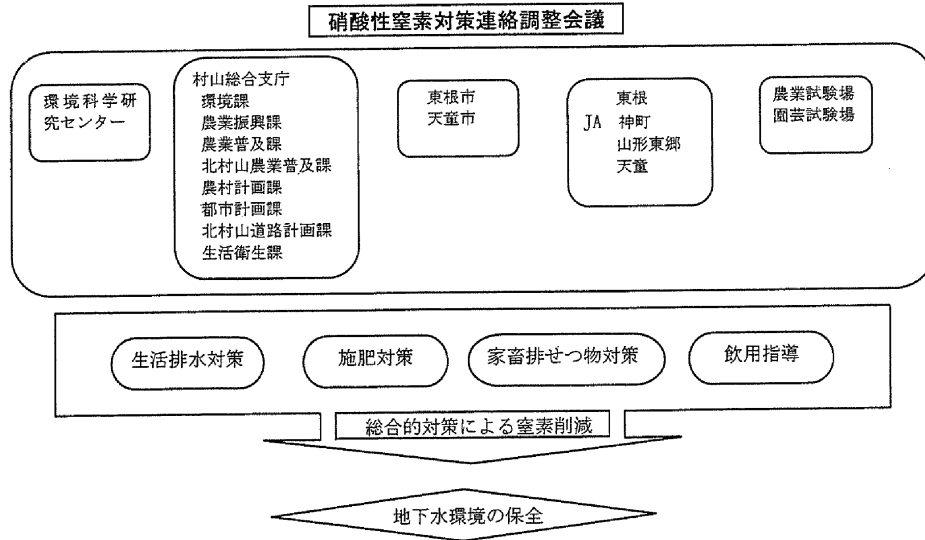 硝酸性窒素対策連絡調整会議
環境科学研
究センター
村山総合支庁
環境課
農業振興課
農業普及課
北村山農業普及課
農村計画課
都市計画課
北村山道路計画課
生活衛生課
東根市
天童市
東根
JA 神町
山形東郷
天童
農業試験場
園芸試験場
生活排水対策
施肥対策
家畜排せつ物対策
飲用指導
総合的対策による窒素削減
地下水環境の保全